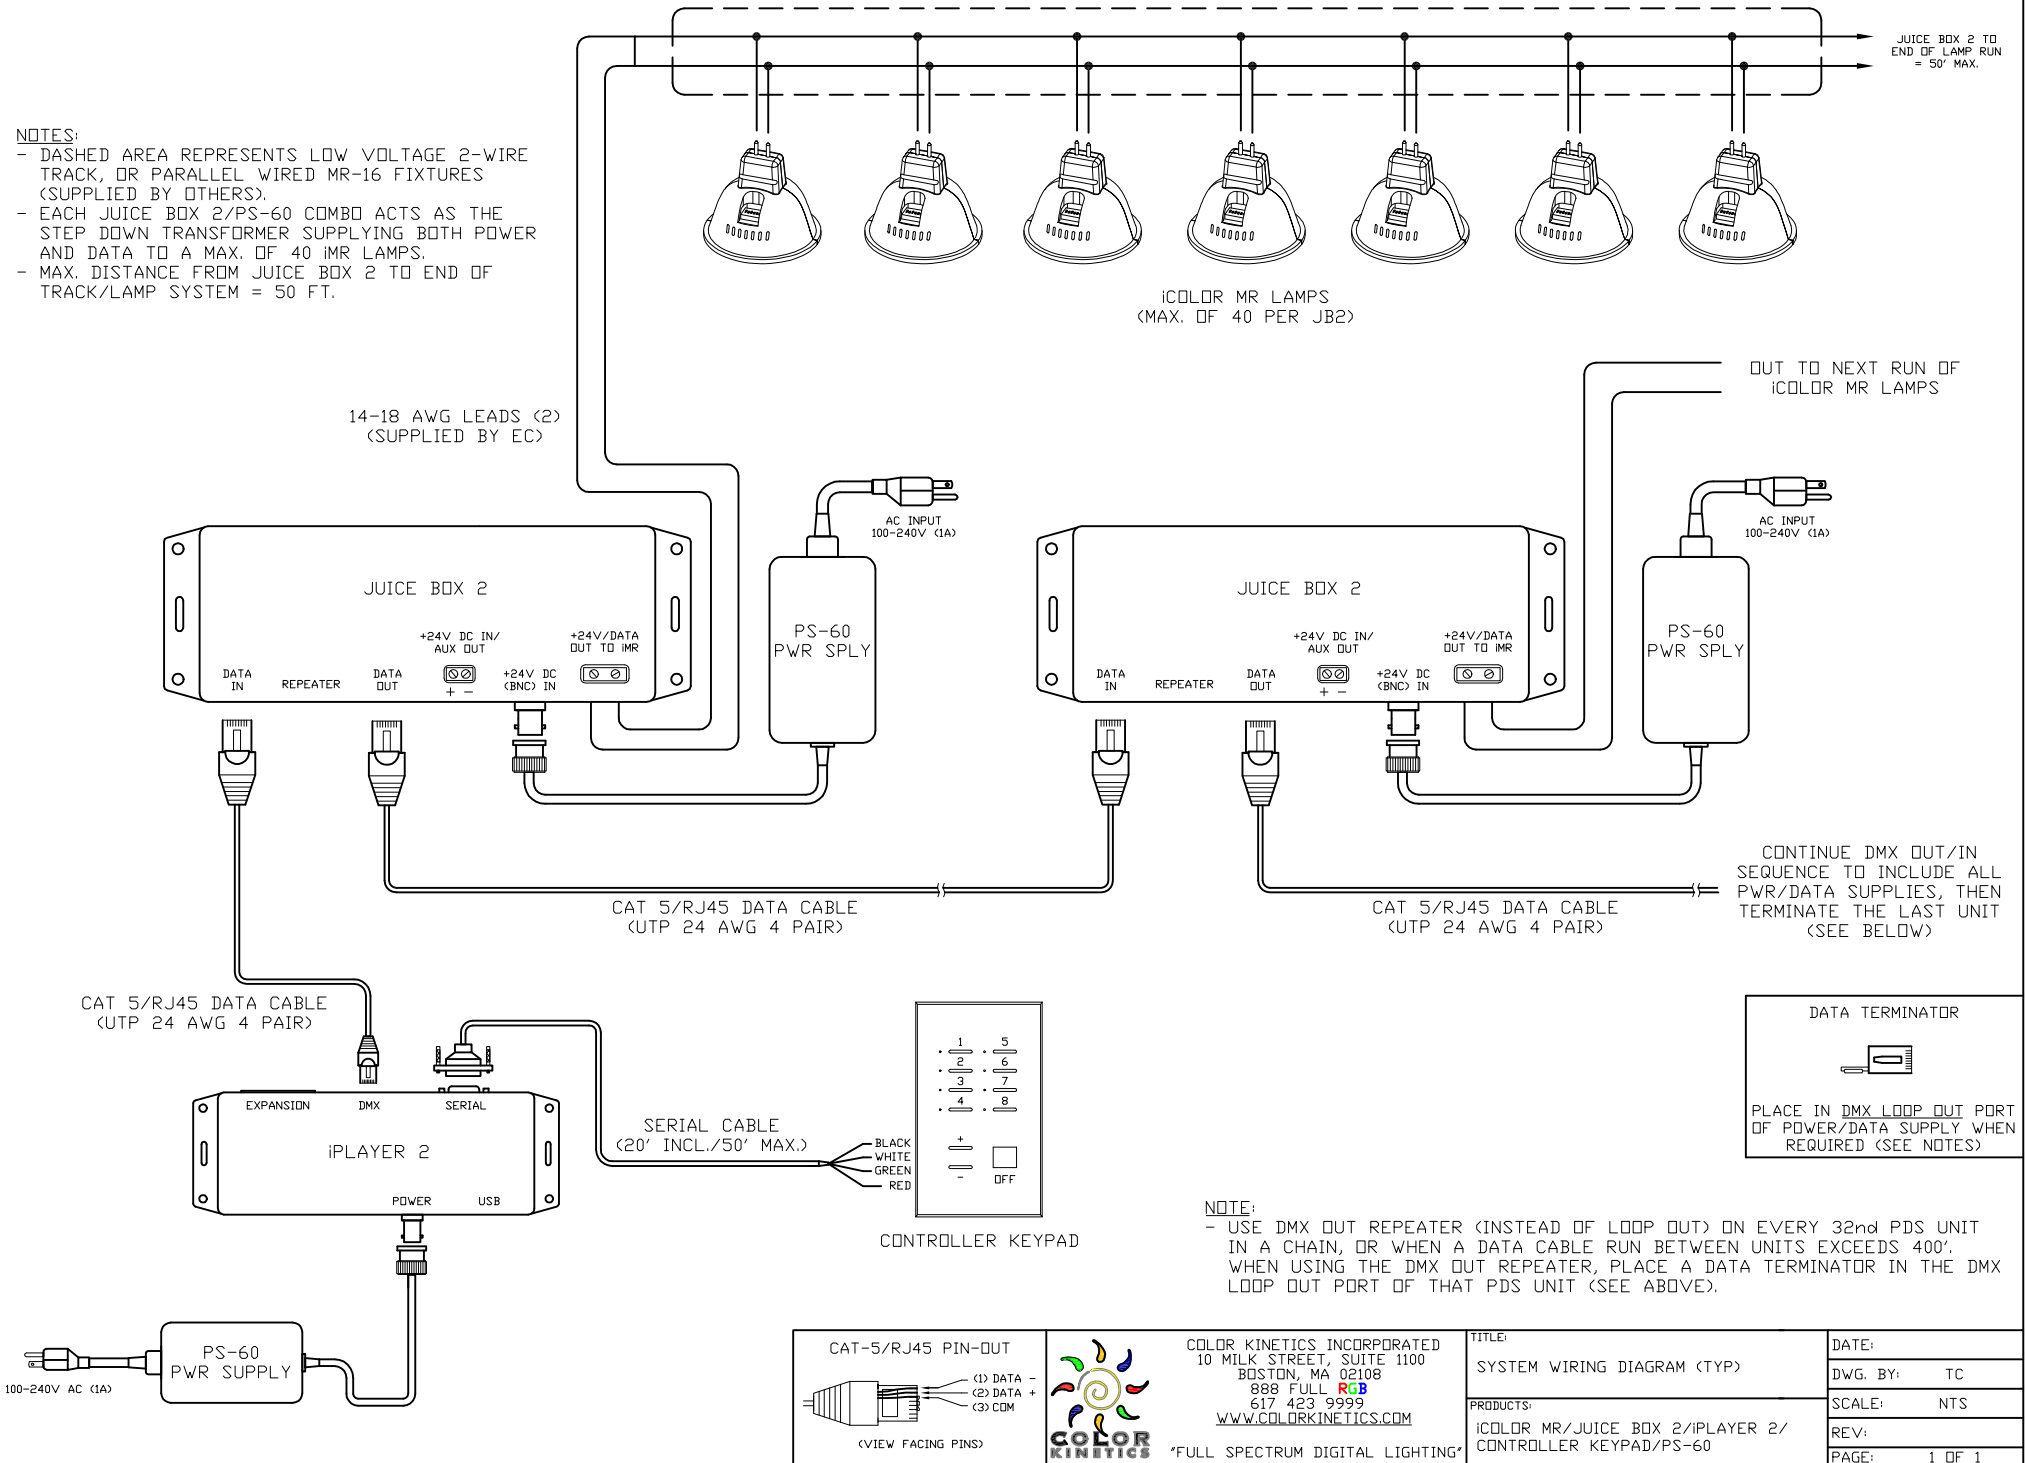 JUICE BOX 2 TO
END OF LAMP RUN
= 50' MAX.
NOTES:
- DASHED AREA REPRESENTS LOW VOLTAGE 2-WIRE
TRACK, OR PARALLEL WIRED MR-16 FIXTURES
(SUPPLIED BY OTHERS).
- EACH JUICE BOX 2/PS-60 COMBO ACTS AS THE
STEP DOWN TRANSFORMER SUPPLYING BOTH POWER
AND DATA TO A MAX. OF 40 iMR LAMPS.
- MAX. DISTANCE FROM JUICE BOX 2 TO END OF
TRACK/LAMP SYSTEM = 50 FT.
iCOLOR MR LAMPS
(MAX. OF 40 PER JB2)
OUT TO NEXT RUN OF
iCOLOR MR LAMPS
14-18 AWG LEADS (2)
(SUPPLIED BY EC)
AC INPUT
100-240V (1A)
AC INPUT
100-240V (1A)
JUICE BOX 2
+24V DC IN/
AUX OUT
+ -
+24V/DATA
OUT TO iMR
DATA
IN
REPEATER
DATA
OUT
+24V DC
(BNC) IN
PS-60
PWR SPLY
JUICE BOX 2
+24V DC IN/
AUX OUT
+ -
+24V/DATA
OUT TO iMR
DATA
IN
REPEATER
DATA
OUT
+24V DC
(BNC) IN
PS-60
PWR SPLY
CAT 5/RJ45 DATA CABLE
(UTP 24 AWG 4 PAIR)
CAT 5/RJ45 DATA CABLE
(UTP 24 AWG 4 PAIR)
CONTINUE DMX OUT/IN
SEQUENCE TO INCLUDE ALL
PWR/DATA SUPPLIES, THEN
TERMINATE THE LAST UNIT
(SEE BELOW)
CAT 5/RJ45 DATA CABLE
(UTP 24 AWG 4 PAIR)
EXPANSION
DMX
SERIAL
iPLAYER 2
POWER
USB
SERIAL CABLE
(20' INCL./50' MAX.)
BLACK
WHITE
GREEN
RED
1 5
2 6
3 7
4 8
+
-
OFF
CONTROLLER KEYPAD
DATA TERMINATOR
PLACE IN DMX LOOP OUT PORT
OF POWER/DATA SUPPLY WHEN
REQUIRED (SEE NOTES)
NOTE:
- USE DMX OUT REPEATER (INSTEAD OF LOOP OUT) ON EVERY 32nd PDS UNIT
IN A CHAIN, OR WHEN A DATA CABLE RUN BETWEEN UNITS EXCEEDS 400'.
WHEN USING THE DMX OUT REPEATER, PLACE A DATA TERMINATOR IN THE DMX
LOOP OUT PORT OF THAT PDS UNIT (SEE ABOVE).
PS-60
PWR SUPPLY
100-240V AC (1A)
CAT-5/RJ45 PIN-OUT
(1) DATA -
(2) DATA +
(3) COM
(VIEW FACING PINS)
COLOR
KINETICS
COLOR KINETICS INCORPORATED
10 MILK STREET, SUITE 1100
BOSTON, MA 02108
888 FULL RGB
617 423 9999
WWW.COLORKINETICS.COM
"FULL SPECTRUM DIGITAL LIGHTING"
TITLE:
SYSTEM WIRING DIAGRAM (TYP)
PRODUCTS:
iCOLOR MR/JUICE BOX 2/iPLAYER 2/
CONTROLLER KEYPAD/PS-60
DATE:
DWG. BY: TC
SCALE: NTS
REV:
PAGE: 1 OF 1